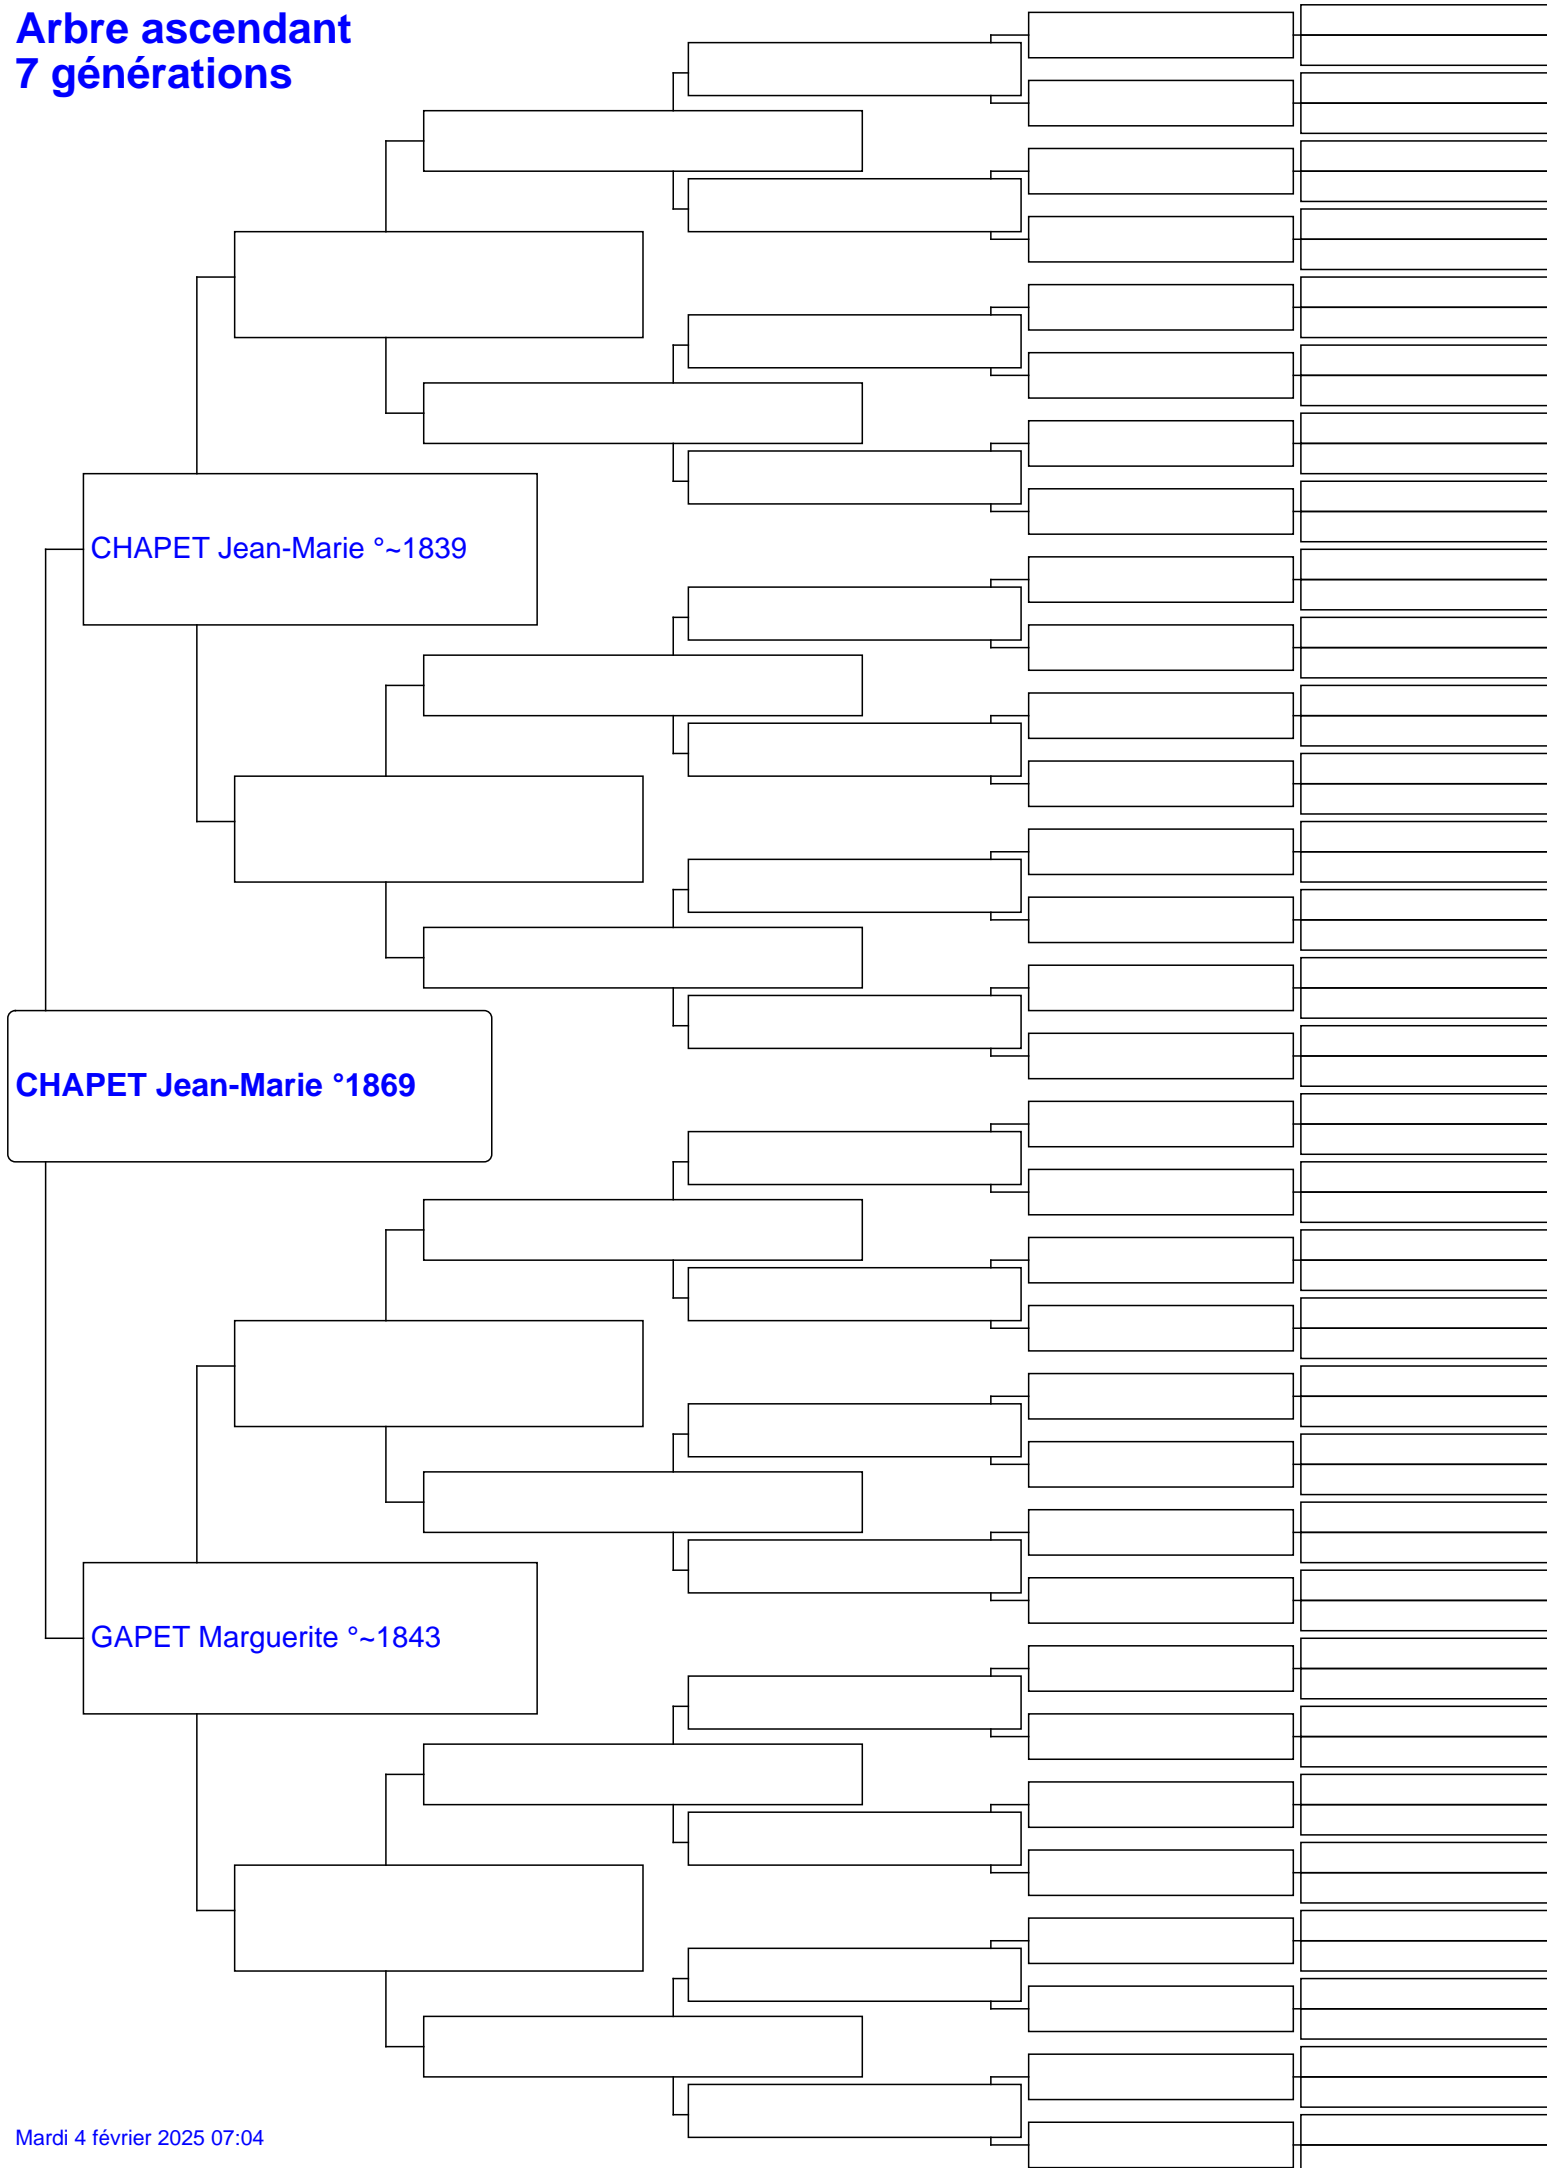 Arbre ascendant
7 générations
CHAPET Jean-Marie °~1839
CHAPET Jean-Marie °1869
GAPET Marguerite °~1843
Mardi 4 février 2025 07:04